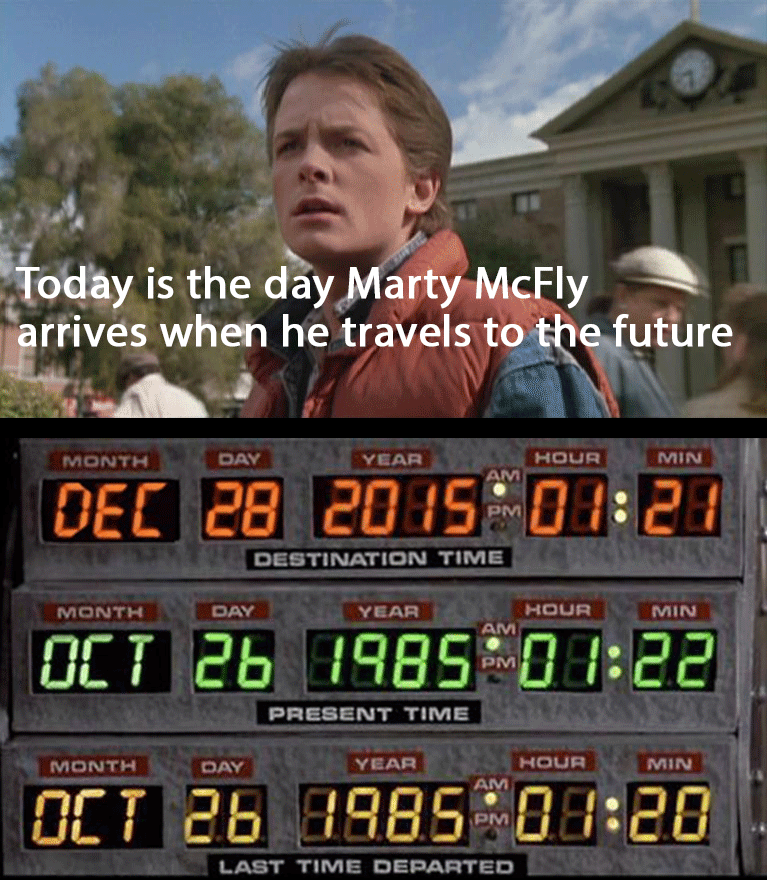 Today is the day Marty McFly
arrives when he travels to the future
MONTH DAY YEAR HOUR MIN
DEC 28 2015 AM PM 01:21
DESTINATION TIME
MONTH DAY YEAR HOUR MIN
OCT 26 1985 AM PM 01:22
PRESENT TIME
MONTH DAY YEAR HOUR MIN
OCT 26 1985 AM PM 01:20
LAST TIME DEPARTED